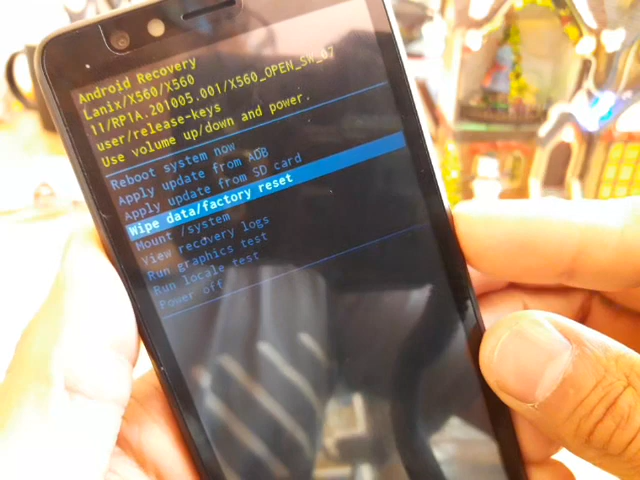 Android Recovery
Lanix/X560/X560
11/RP1A.201005.001/X560_OPEN_SW_07
user/release-keys
Use volume up/down and power.
Reboot system now
Apply update from ADB
Apply update from SD card
Wipe data/factory reset
Mount /system
View recovery logs
Run graphics test
Run locale test
Power off